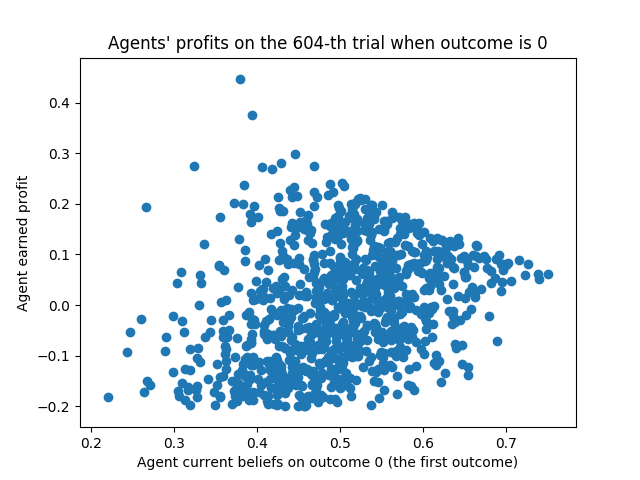 Agents' profits on the 604-th trial when outcome is 0
Agent earned profit
0.4
0.3
0.2
0.1
0.0
−0.1
−0.2
0.2 0.3 0.4 0.5 0.6 0.7
Agent current beliefs on outcome 0 (the first outcome)